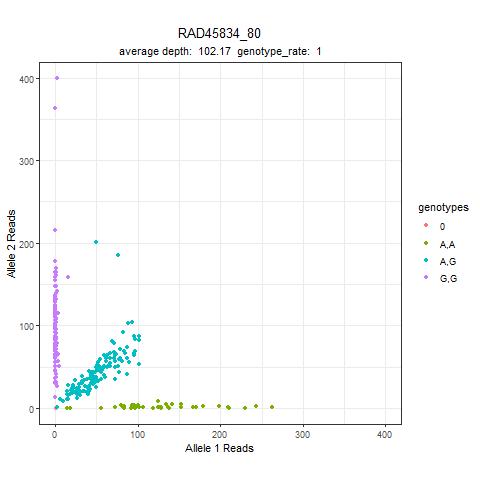 RAD45834_80
average depth:  102.17  genotype_rate:  1
400
300
200
100
0
Allele 2 Reads
0 100 200 300 400
Allele 1 Reads
genotypes
0
A,A
A,G
G,G